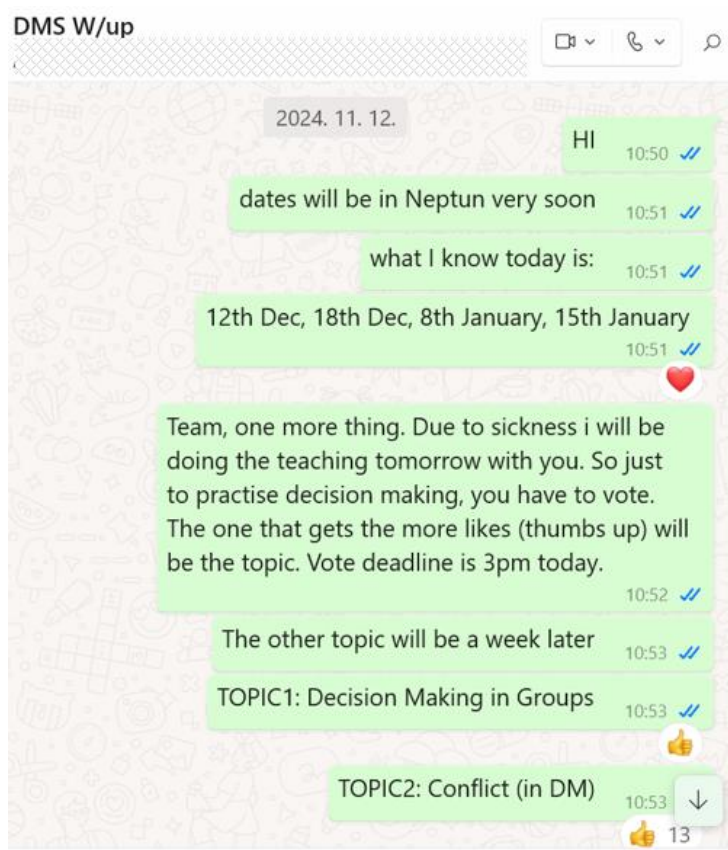 DMS W/up
2024. 11. 12.
HI
10:50
dates will be in Neptun very soon
10:51
what I know today is:
10:51
12th Dec, 18th Dec, 8th January, 15th January
10:51
Team, one more thing. Due to sickness i will be
doing the teaching tomorrow with you. So just
to practise decision making, you have to vote.
The one that gets the more likes (thumbs up) will
be the topic. Vote deadline is 3pm today.
10:52
The other topic will be a week later
10:53
TOPIC1: Decision Making in Groups
10:53
TOPIC2: Conflict (in DM)
10:53
13